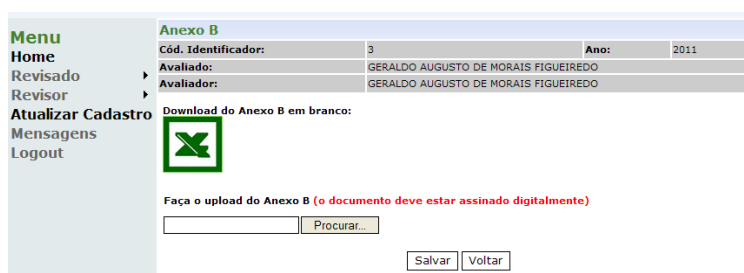 Menu
Home
Revisado
Revisor
Atualizar Cadastro
Mensagens
Logout
Anexo B
Cód. Identificador: 3 Ano: 2011
Avaliado: GERALDO AUGUSTO DE MORAIS FIGUEIREDO
Avaliador: GERALDO AUGUSTO DE MORAIS FIGUEIREDO
Download do Anexo B em branco:
Faça o upload do Anexo B (o documento deve estar assinado digitalmente)
Procurar...
Salvar Voltar